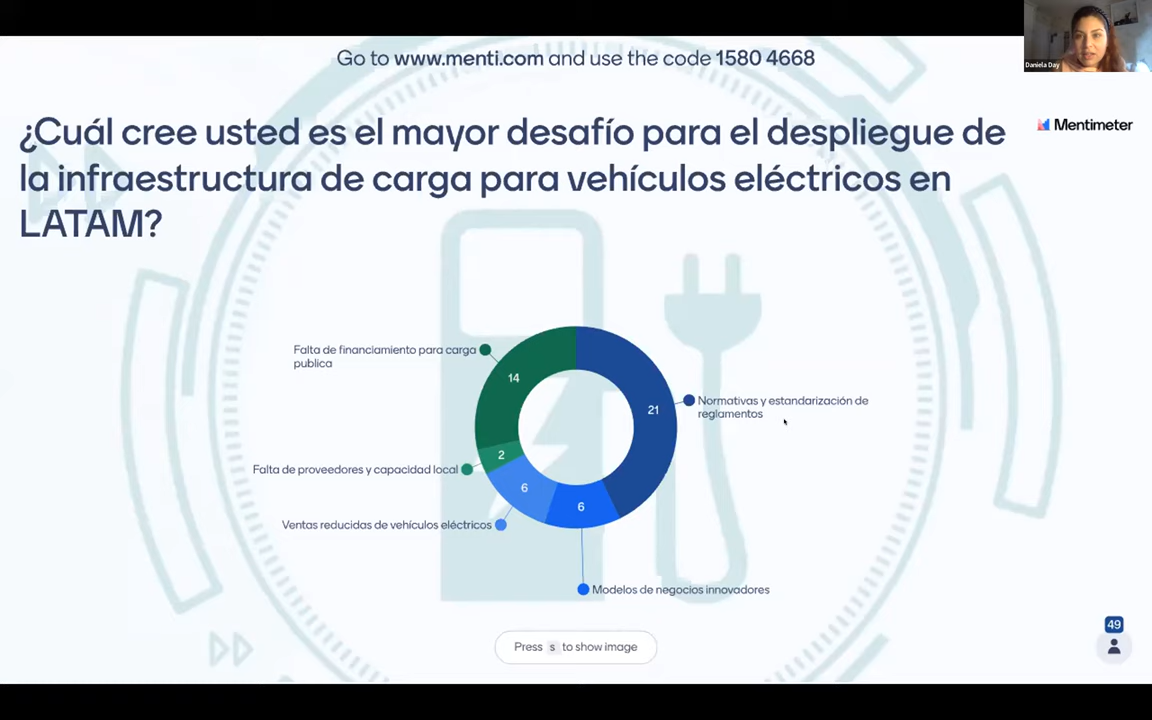 Go to www.menti.com and use the code 1580 4668
Daniela Day
Mentimeter
¿Cuál cree usted es el mayor desafío para el despliegue de
la infraestructura de carga para vehículos eléctricos en
LATAM?
Falta de financiamiento para carga
publica
14
21
Normativas y estandarización de
reglamentos
Falta de proveedores y capacidad local
2
6
Ventas reducidas de vehículos eléctricos
6
Modelos de negocios innovadores
Press s to show image
49